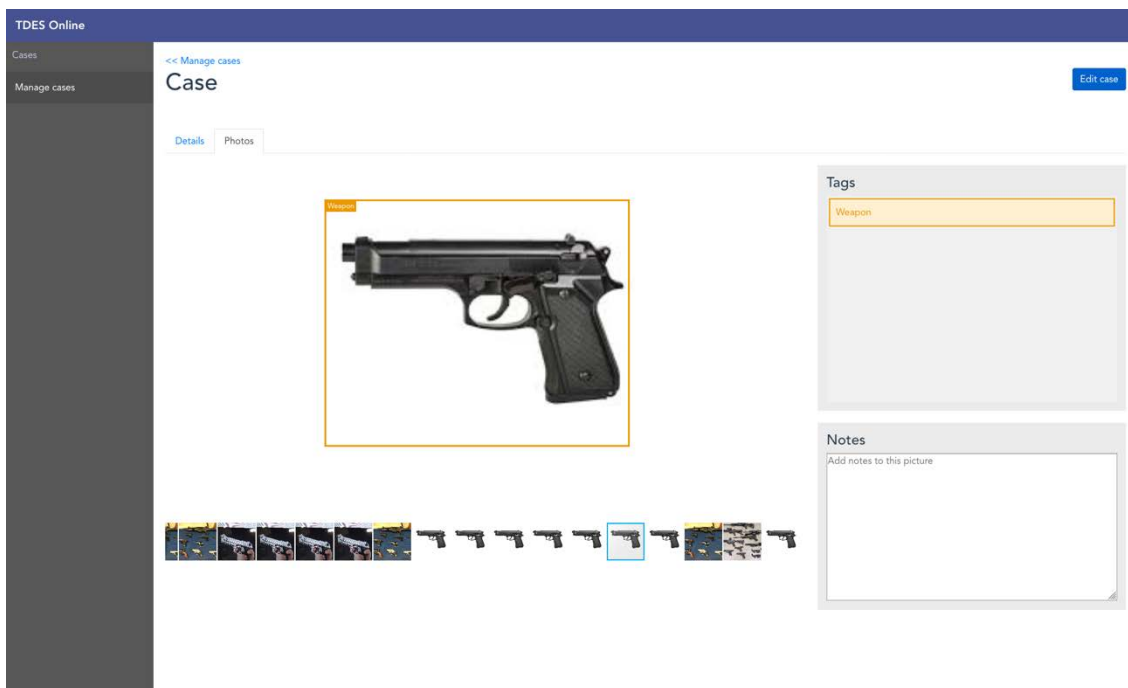 TDES Online
Cases
Manage cases
<< Manage cases
Case
Edit case
Details Photos
Weapon
Tags
Weapon
Notes
Add notes to this picture